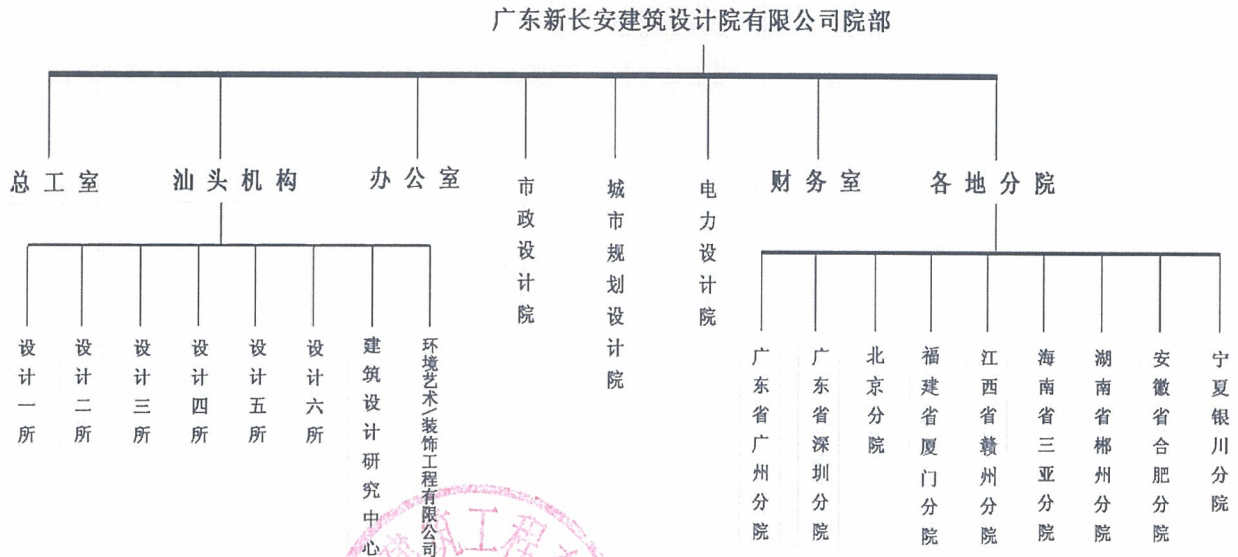 广东新长安建筑设计院有限公司院部
总工室
汕头机构
办公室
市政设计院
城市规划设计院
电力设计院
财务室
各地分院
设计一所
设计二所
设计三所
设计四所
设计五所
设计六所
建筑设计研究中心
环境艺术/装饰工程有限公司
广东省广州分院
广东省深圳分院
北京分院
福建省厦门分院
江西省赣州分院
海南省三亚分院
湖南省郴州分院
安徽省合肥分院
宁夏银川分院
建筑工程